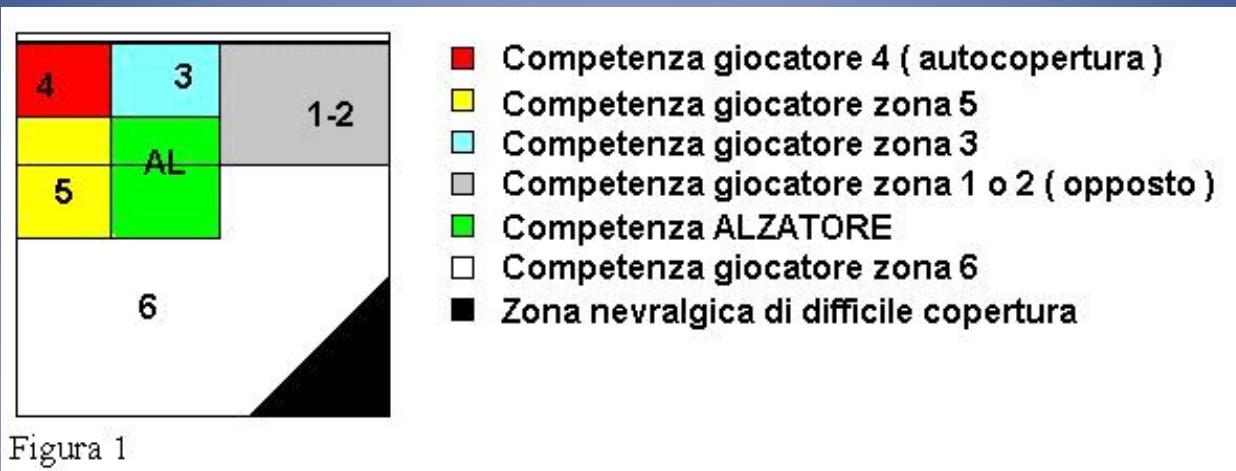 4
3
1-2
AL
5
6
Competenza giocatore 4 ( autocopertura )
Competenza giocatore zona 5
Competenza giocatore zona 3
Competenza giocatore zona 1 o 2 ( opposto )
Competenza ALZATORE
Competenza giocatore zona 6
Zona nevralgica di difficile copertura
Figura 1